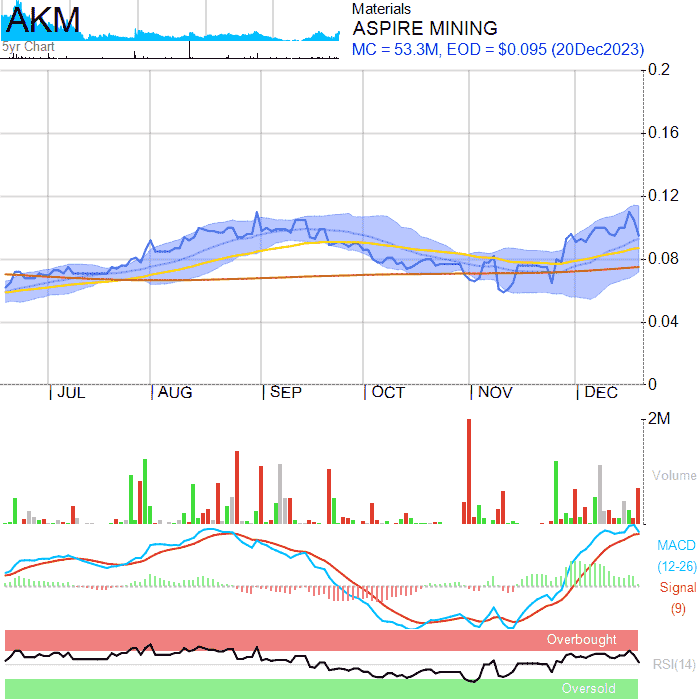 AKM
5yr Chart
Materials
ASPIRE MINING
MC = 53.3M, EOD = $0.095 (20Dec2023)
0.2
0.16
0.12
0.08
0.04
0
JUL AUG SEP OCT NOV DEC
2M
Volume
MACD
(12-26)
Signal
(9)
Overbought
RSI(14)
Oversold